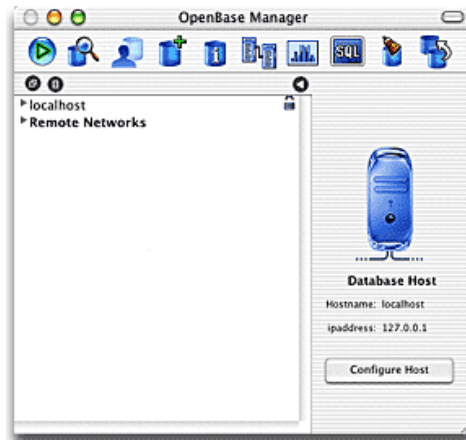 OpenBase Manager
SQL
localhost
Remote Networks
Database Host
Hostname: localhost
ipaddress: 127.0.0.1
Configure Host